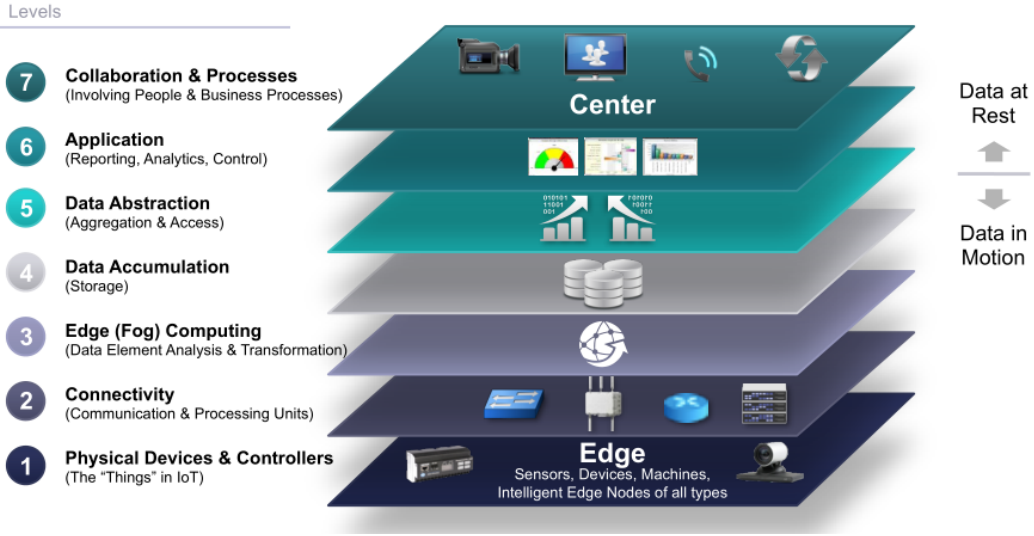 Levels
7
Collaboration & Processes
(Involving People & Business Processes)
6
Application
(Reporting, Analytics, Control)
5
Data Abstraction
(Aggregation & Access)
4
Data Accumulation
(Storage)
3
Edge (Fog) Computing
(Data Element Analysis & Transformation)
2
Connectivity
(Communication & Processing Units)
1
Physical Devices & Controllers
(The “Things” in IoT)
Center
010101
11001
001
Edge
Sensors, Devices, Machines,
Intelligent Edge Nodes of all types
Data at
Rest
Data in
Motion